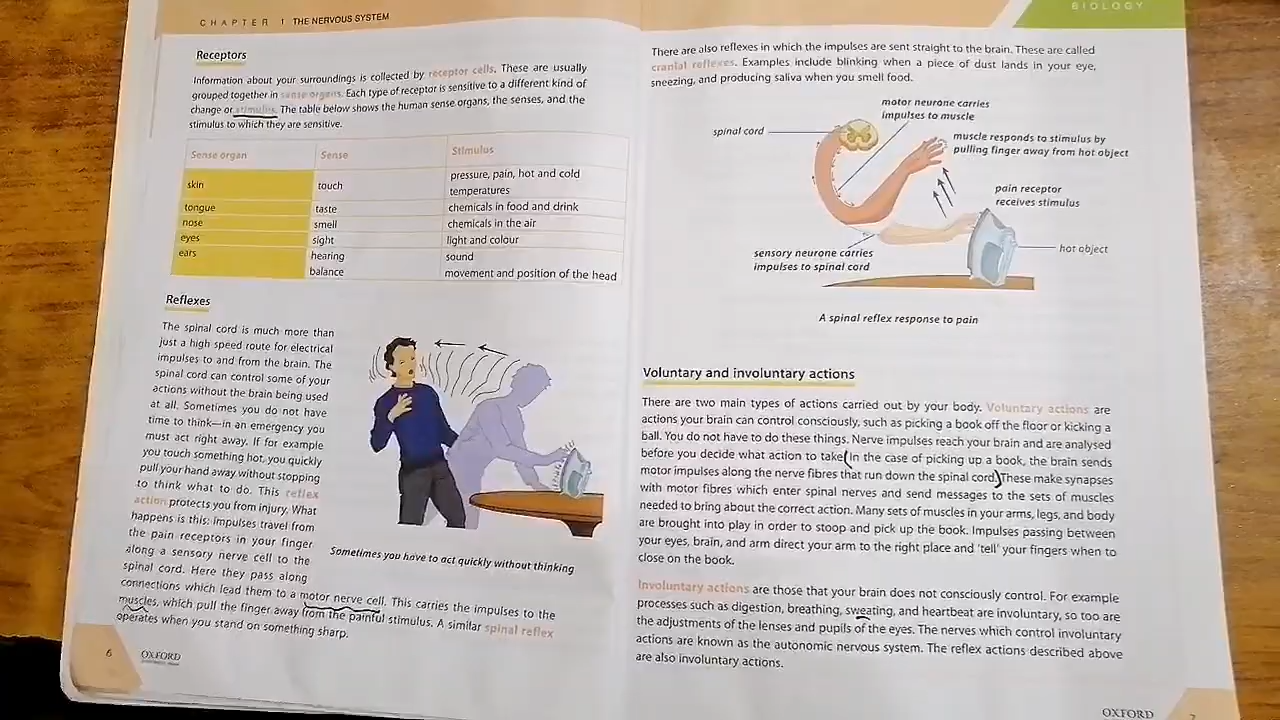 CHAPTER 1 THE NERVOUS SYSTEM
Receptors
Information about your surroundings is collected by receptor cells. These are usually
grouped together in sense organs. Each type of receptor is sensitive to a different kind of
change or stimulus. The table below shows the human sense organs, the senses, and the
stimulus to which they are sensitive.
Sense organ Sense Stimulus
skin touch pressure, pain, hot and cold
temperatures
tongue taste chemicals in food and drink
nose smell chemicals in the air
eyes sight light and colour
ears hearing sound
balance movement and position of the head
Reflexes
The spinal cord is much more than
just a high speed route for electrical
impulses to and from the brain. The
spinal cord can control some of your
actions without the brain being used
at all. Sometimes you do not have
time to think—in an emergency you
must act right away. If for example
you touch something hot, you quickly
pull your hand away without stopping
to think what to do. This reflex
action protects you from injury. What
happens is this: impulses travel from
the pain receptors in your finger
along a sensory nerve cell to the
spinal cord. Here they pass along
connections which lead them to a motor nerve cell. This carries the impulses to the
muscles, which pull the finger away from the painful stimulus. A similar spinal reflex
operates when you stand on something sharp.
Sometimes you have to act quickly without thinking
6
OXFORD
BIOLOGY
There are also reflexes in which the impulses are sent straight to the brain. These are called
cranial reflexes. Examples include blinking when a piece of dust lands in your eye,
sneezing, and producing saliva when you smell food.
motor neurone carries
impulses to muscle
spinal cord
muscle responds to stimulus by
pulling finger away from hot object
pain receptor
receives stimulus
hot object
sensory neurone carries
impulses to spinal cord
A spinal reflex response to pain
Voluntary and involuntary actions
There are two main types of actions carried out by your body. Voluntary actions are
actions your brain can control consciously, such as picking a book off the floor or kicking a
ball. You do not have to do these things. Nerve impulses reach your brain and are analysed
before you decide what action to take. In the case of picking up a book, the brain sends
motor impulses along the nerve fibres that run down the spinal cord. These make synapses
with motor fibres which enter spinal nerves and send messages to the sets of muscles
needed to bring about the correct action. Many sets of muscles in your arms, legs, and body
are brought into play in order to stoop and pick up the book. Impulses passing between
your eyes, brain, and arm direct your arm to the right place and 'tell' your fingers when to
close on the book.
Involuntary actions are those that your brain does not consciously control. For example
processes such as digestion, breathing, sweating, and heartbeat are involuntary, so too are
the adjustments of the lenses and pupils of the eyes. The nerves which control involuntary
actions are known as the autonomic nervous system. The reflex actions described above
are also involuntary actions.
OXFORD